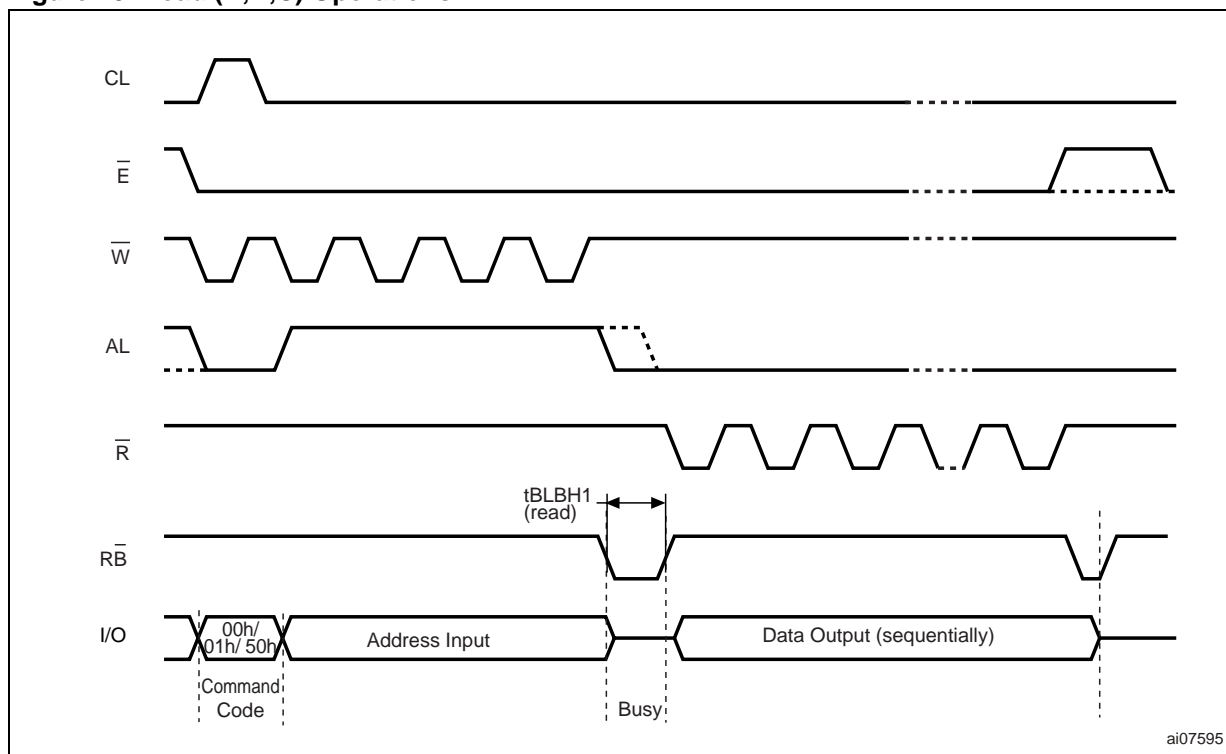 CL
E
W
AL
R
tBLBH1
(read)
RB
I/O
00h/
01h/ 50h
Address Input
Data Output (sequentially)
Command
Code
Busy
ai07595